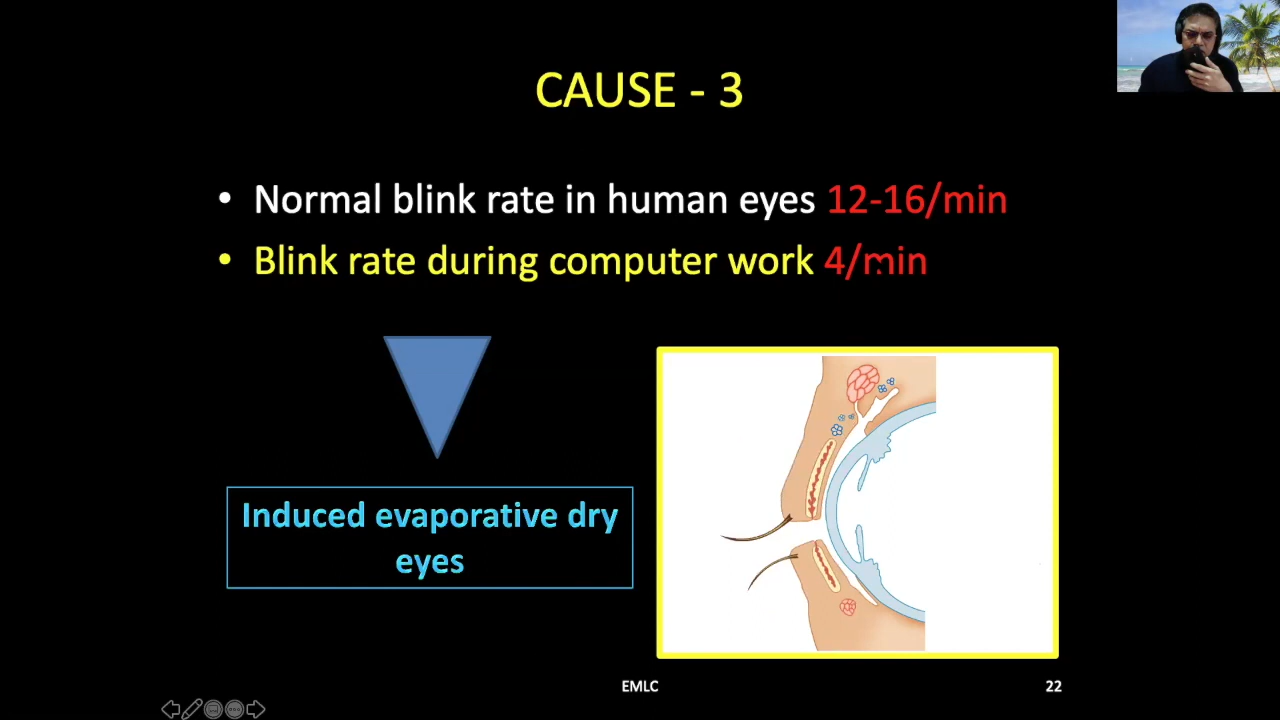 CAUSE - 3
• Normal blink rate in human eyes 12-16/min
• Blink rate during computer work 4/min
Induced evaporative dry
eyes
EMLC
22